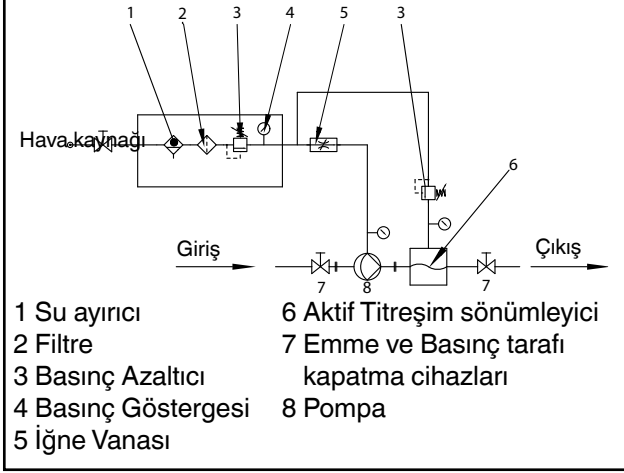 1 2 3 4 5 3
Hava kaynağı
6
Giriş
Çıkış
7 8 7
1 Su ayırıcı
2 Filtre
3 Basınç Azaltıcı
4 Basınç Göstergesi
5 İğne Vanası
6 Aktif Titreşim sönümleyici
7 Emme ve Basınç tarafı
kapatma cihazları
8 Pompa